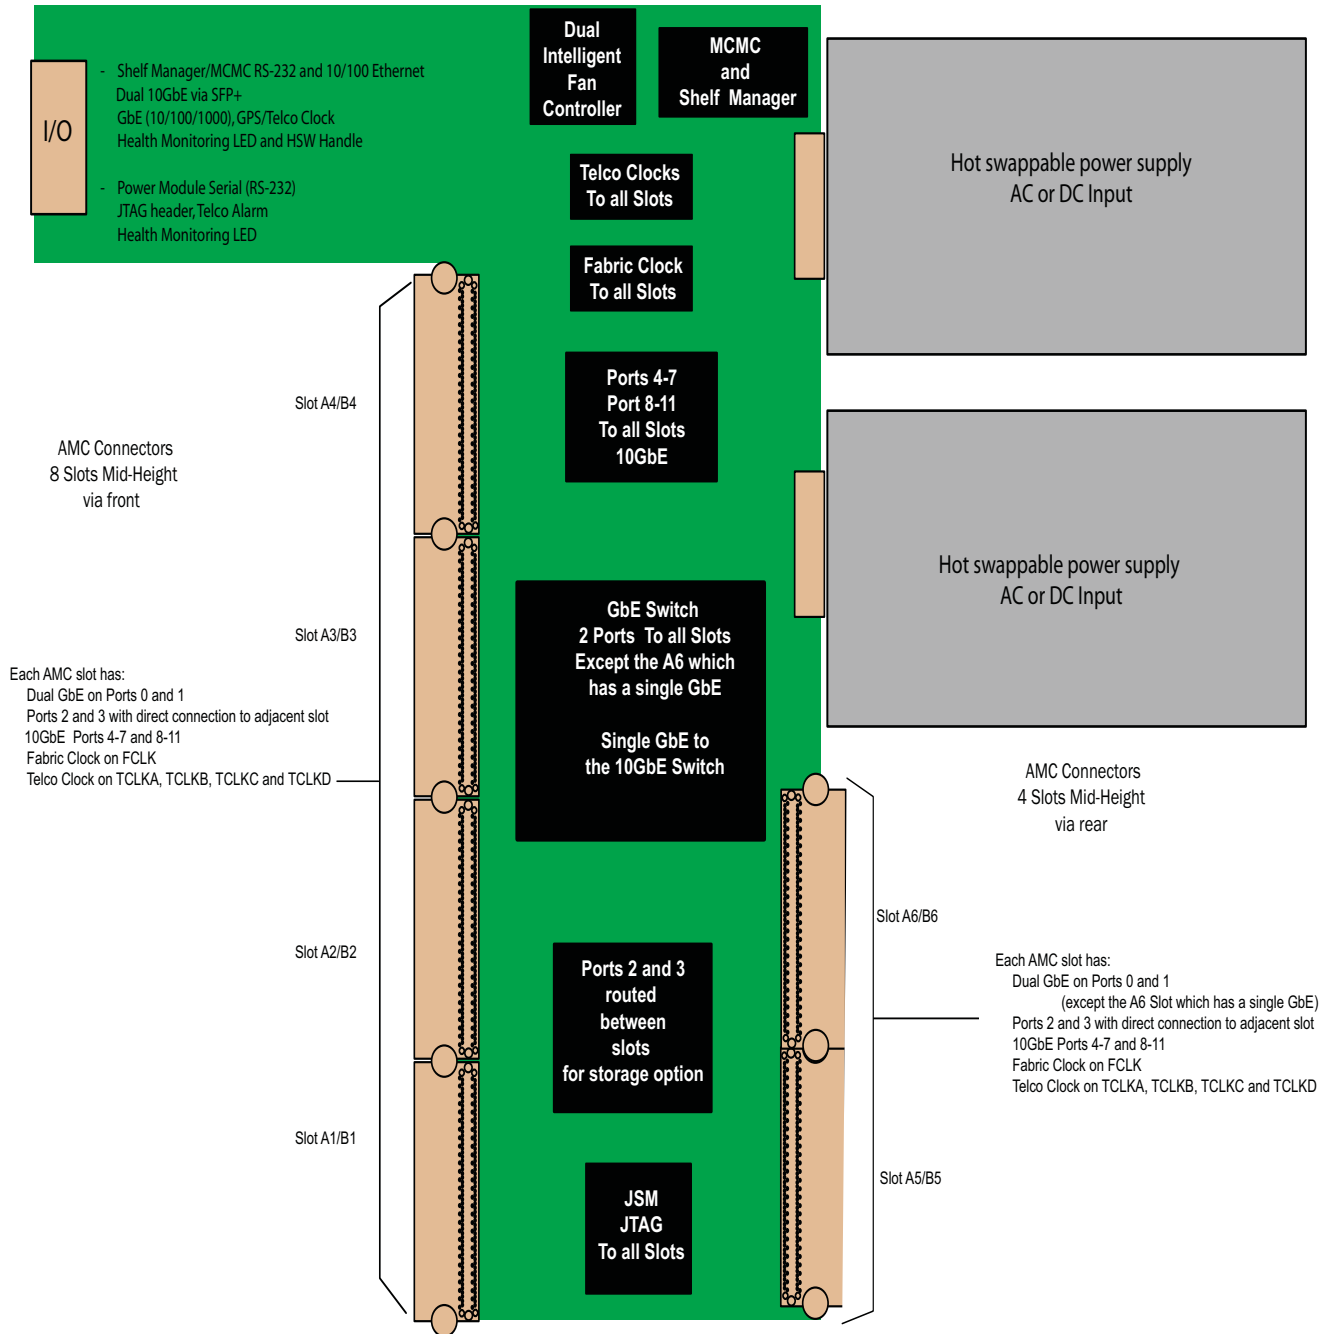 Dual
Intelligent
Fan
Controller
MCMC
and
Shelf Manager
I/O
- Shelf Manager/MCMC RS-232 and 10/100 Ethernet
Dual 10GbE via SFP+
GbE (10/100/1000), GPS/Telco Clock
Health Monitoring LED and HSW Handle
- Power Module Serial (RS-232)
JTAG header, Telco Alarm
Health Monitoring LED
Telco Clocks
To all Slots
Hot swappable power supply
AC or DC Input
Fabric Clock
To all Slots
Ports 4-7
Port 8-11
To all Slots
10GbE
Slot A4/B4
AMC Connectors
8 Slots Mid-Height
via front
Hot swappable power supply
AC or DC Input
GbE Switch
2 Ports To all Slots
Except the A6 which
has a single GbE
Single GbE to
the 10GbE Switch
Slot A3/B3
Each AMC slot has:
Dual GbE on Ports 0 and 1
Ports 2 and 3 with direct connection to adjacent slot
10GbE Ports 4-7 and 8-11
Fabric Clock on FCLK
Telco Clock on TCLKA, TCLKB, TCLKC and TCLKD
AMC Connectors
4 Slots Mid-Height
via rear
Slot A6/B6
Slot A2/B2
Ports 2 and 3
routed
between
slots
for storage option
Each AMC slot has:
Dual GbE on Ports 0 and 1
(except the A6 Slot which has a single GbE)
Ports 2 and 3 with direct connection to adjacent slot
10GbE Ports 4-7 and 8-11
Fabric Clock on FCLK
Telco Clock on TCLKA, TCLKB, TCLKC and TCLKD
Slot A1/B1
Slot A5/B5
JSM
JTAG
To all Slots